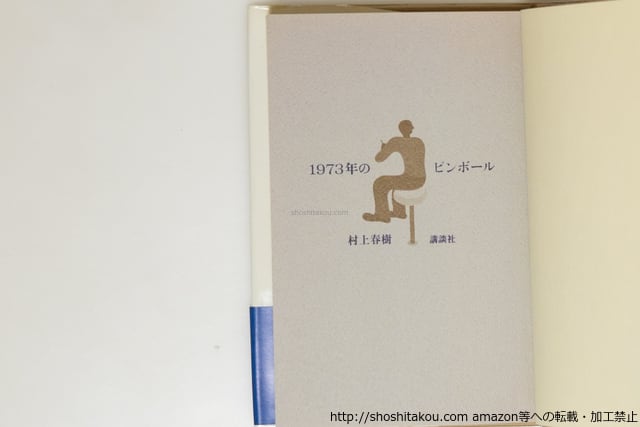 1973年の ピンボール
shoshitakou.com
村上春樹 講談社
http://shoshitakou.com amazon等への転載・加工禁止